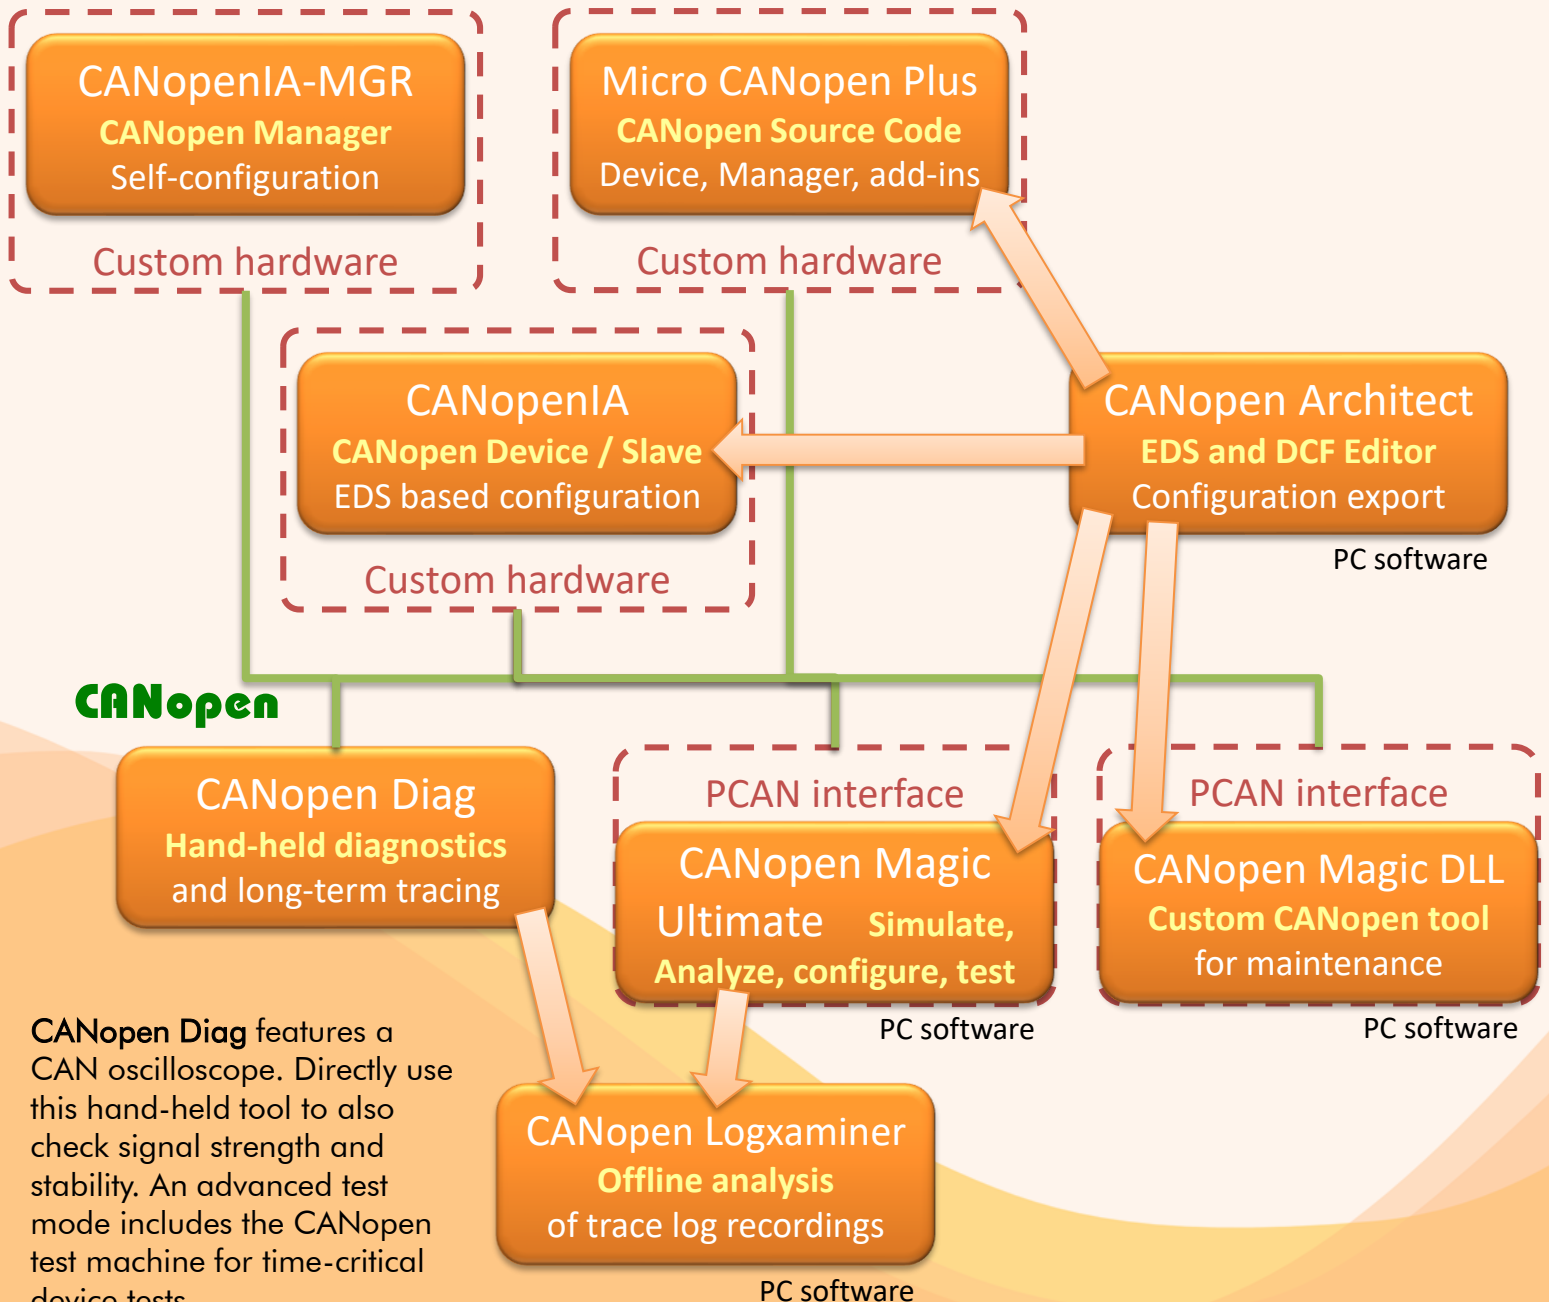 CANopenIA-MGR
CANopen Manager
Self-configuration
Custom hardware
Micro CANopen Plus
CANopen Source Code
Device, Manager, add-ins
Custom hardware
CANopenIA
CANopen Device / Slave
EDS based configuration
Custom hardware
CANopen Architect
EDS and DCF Editor
Configuration export
PC software
CANopen
CANopen Diag
Hand-held diagnostics
and long-term tracing
PCAN interface
CANopen Magic
Ultimate Simulate,
Analyze, configure, test
PC software
PCAN interface
CANopen Magic DLL
Custom CANopen tool
for maintenance
PC software
CANopen Diag features a
CAN oscilloscope. Directly use
this hand-held tool to also
check signal strength and
stability. An advanced test
mode includes the CANopen
test machine for time-critical
device tests
CANopen Logxaminer
Offline analysis
of trace log recordings
PC software